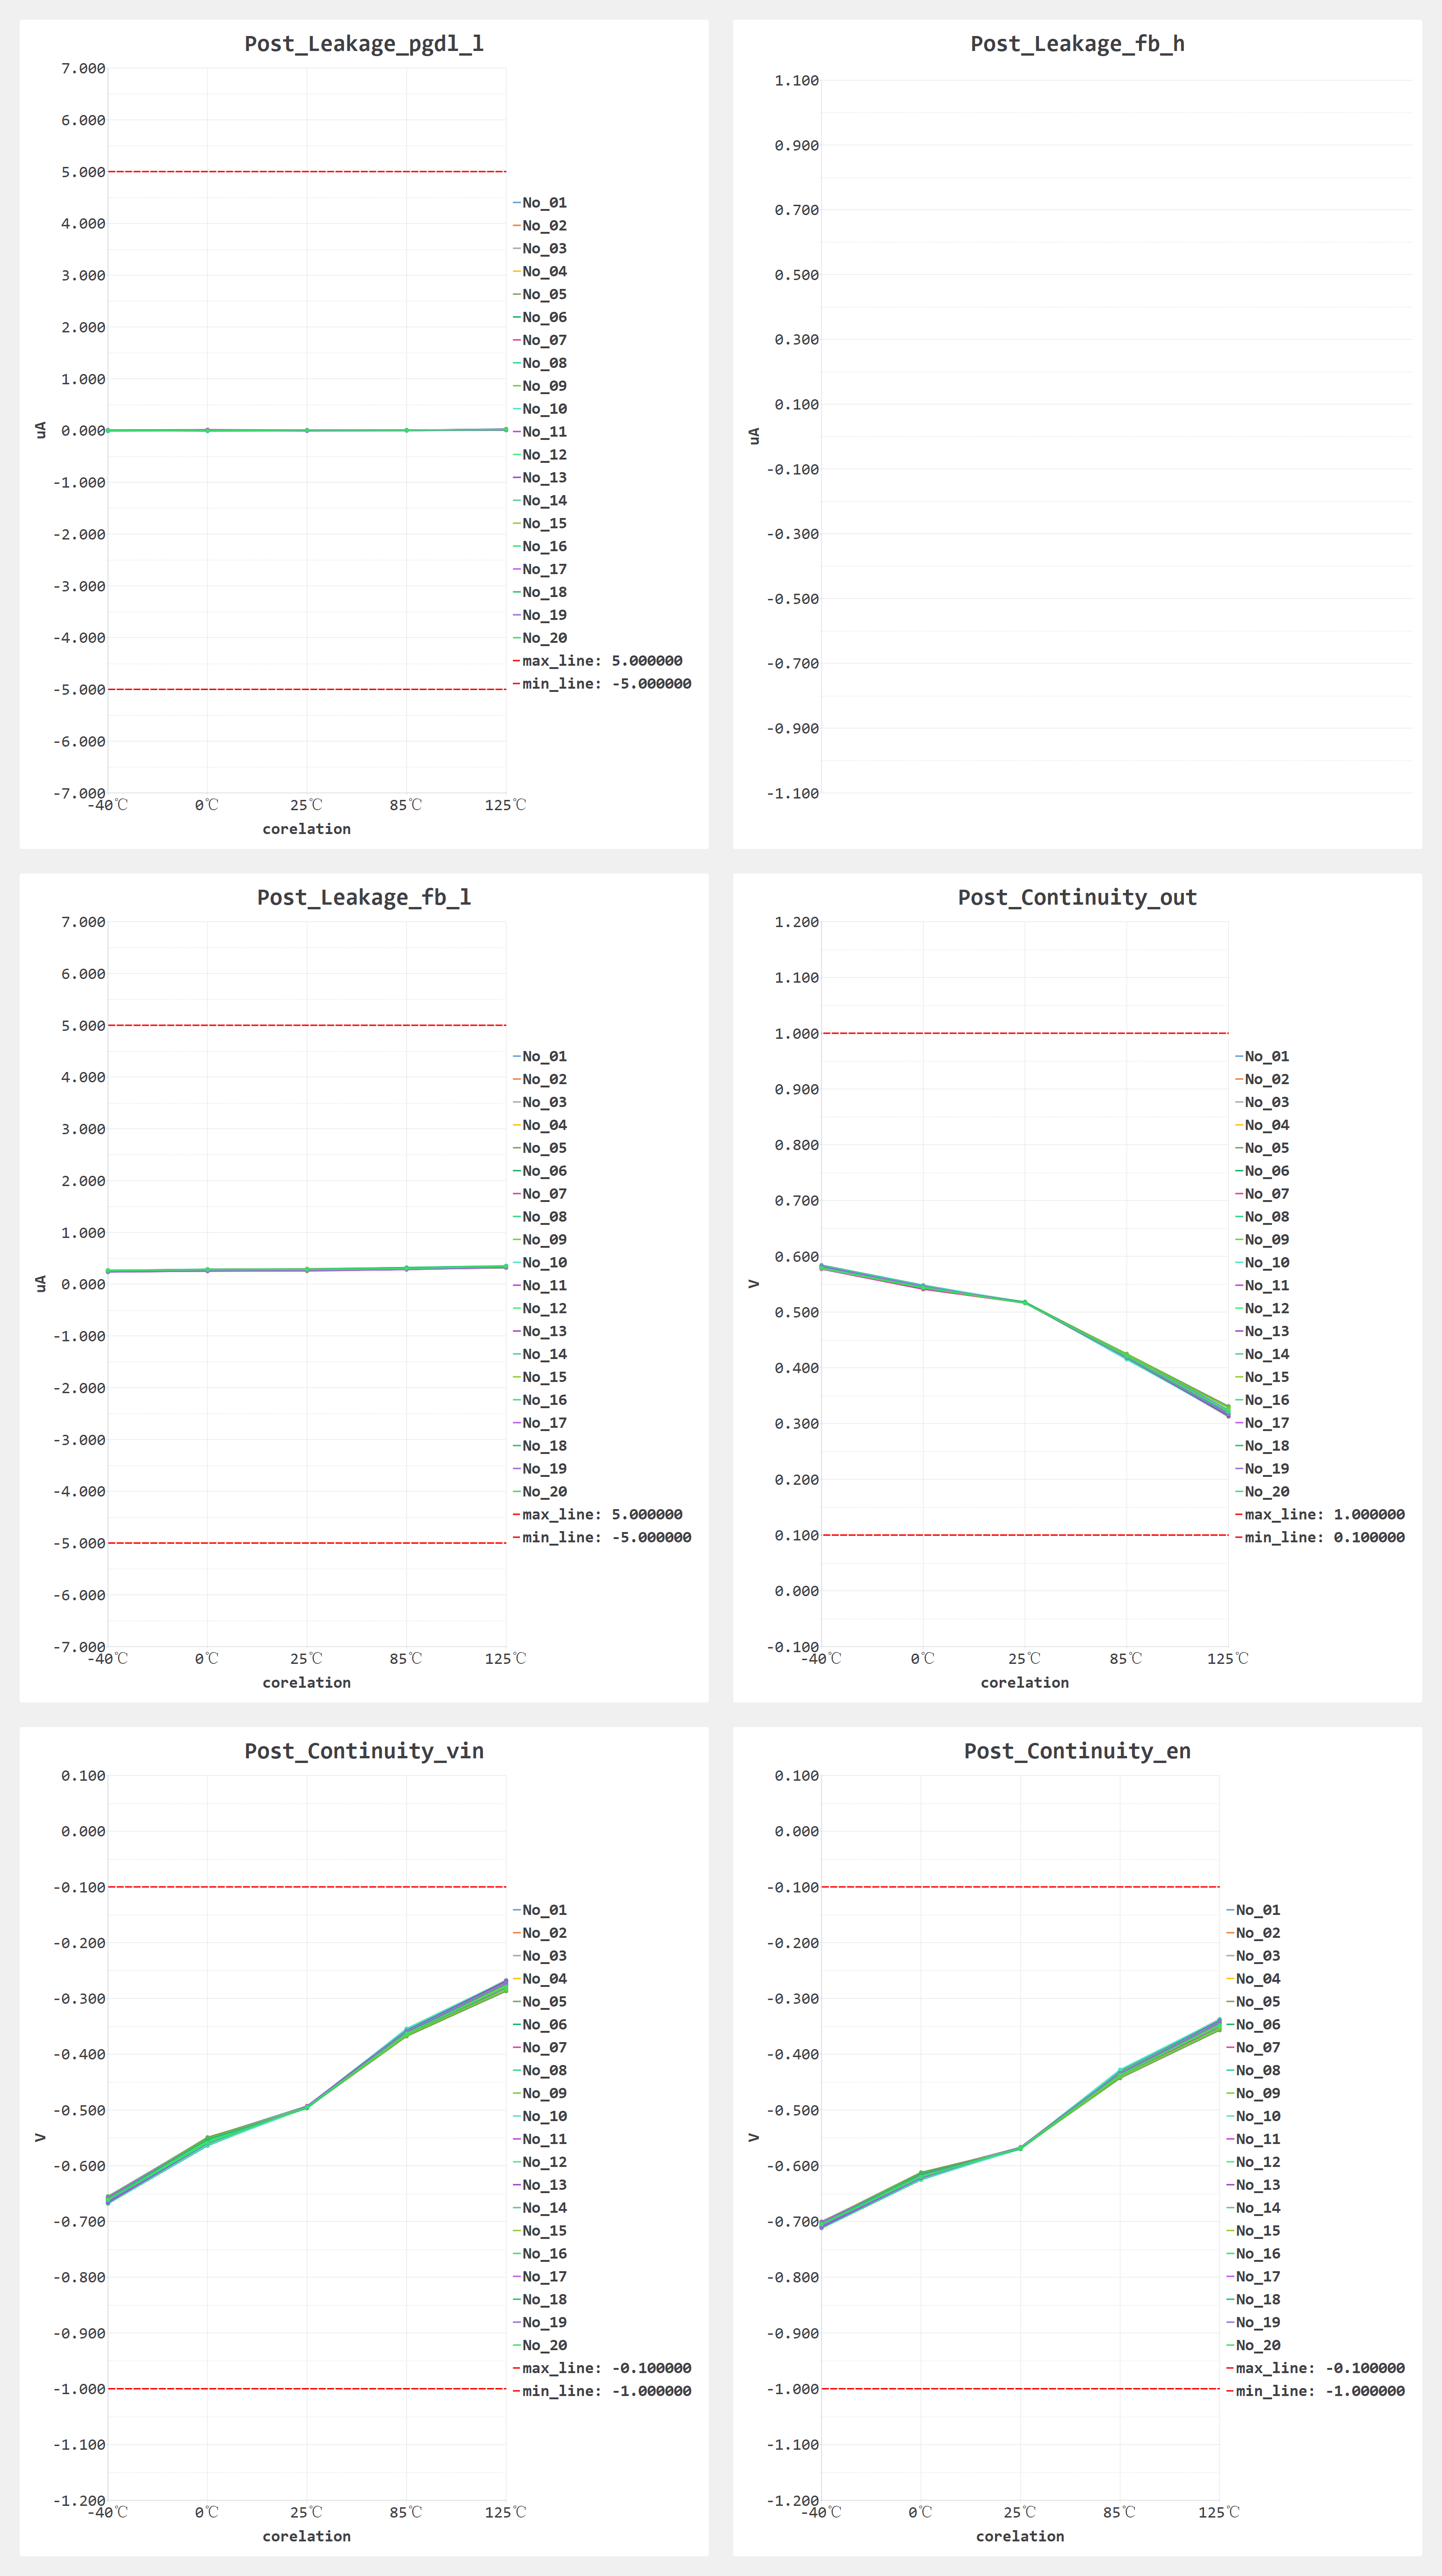 Post_Leakage_pgdl_l
7.000
6.000
5.000
4.000
3.000
2.000
1.000
0.000
-1.000
-2.000
-3.000
-4.000
-5.000
-6.000
-7.000
uA
-40℃ 0℃ 25℃ 85℃ 125℃
corelation
No_01
No_02
No_03
No_04
No_05
No_06
No_07
No_08
No_09
No_10
No_11
No_12
No_13
No_14
No_15
No_16
No_17
No_18
No_19
No_20
max_line: 5.000000
min_line: -5.000000
Post_Leakage_fb_h
1.100
0.900
0.700
0.500
0.300
0.100
-0.100
-0.300
-0.500
-0.700
-0.900
-1.100
uA
Post_Leakage_fb_l
7.000
6.000
5.000
4.000
3.000
2.000
1.000
0.000
-1.000
-2.000
-3.000
-4.000
-5.000
-6.000
-7.000
uA
-40℃ 0℃ 25℃ 85℃ 125℃
corelation
No_01
No_02
No_03
No_04
No_05
No_06
No_07
No_08
No_09
No_10
No_11
No_12
No_13
No_14
No_15
No_16
No_17
No_18
No_19
No_20
max_line: 5.000000
min_line: -5.000000
Post_Continuity_out
1.200
1.100
1.000
0.900
0.800
0.700
0.600
0.500
0.400
0.300
0.200
0.100
0.000
-0.100
V
-40℃ 0℃ 25℃ 85℃ 125℃
corelation
No_01
No_02
No_03
No_04
No_05
No_06
No_07
No_08
No_09
No_10
No_11
No_12
No_13
No_14
No_15
No_16
No_17
No_18
No_19
No_20
max_line: 1.000000
min_line: 0.100000
Post_Continuity_vin
0.100
0.000
-0.100
-0.200
-0.300
-0.400
-0.500
-0.600
-0.700
-0.800
-0.900
-1.000
-1.100
-1.200
V
-40℃ 0℃ 25℃ 85℃ 125℃
corelation
No_01
No_02
No_03
No_04
No_05
No_06
No_07
No_08
No_09
No_10
No_11
No_12
No_13
No_14
No_15
No_16
No_17
No_18
No_19
No_20
max_line: -0.100000
min_line: -1.000000
Post_Continuity_en
0.100
0.000
-0.100
-0.200
-0.300
-0.400
-0.500
-0.600
-0.700
-0.800
-0.900
-1.000
-1.100
-1.200
V
-40℃ 0℃ 25℃ 85℃ 125℃
corelation
No_01
No_02
No_03
No_04
No_05
No_06
No_07
No_08
No_09
No_10
No_11
No_12
No_13
No_14
No_15
No_16
No_17
No_18
No_19
No_20
max_line: -0.100000
min_line: -1.000000